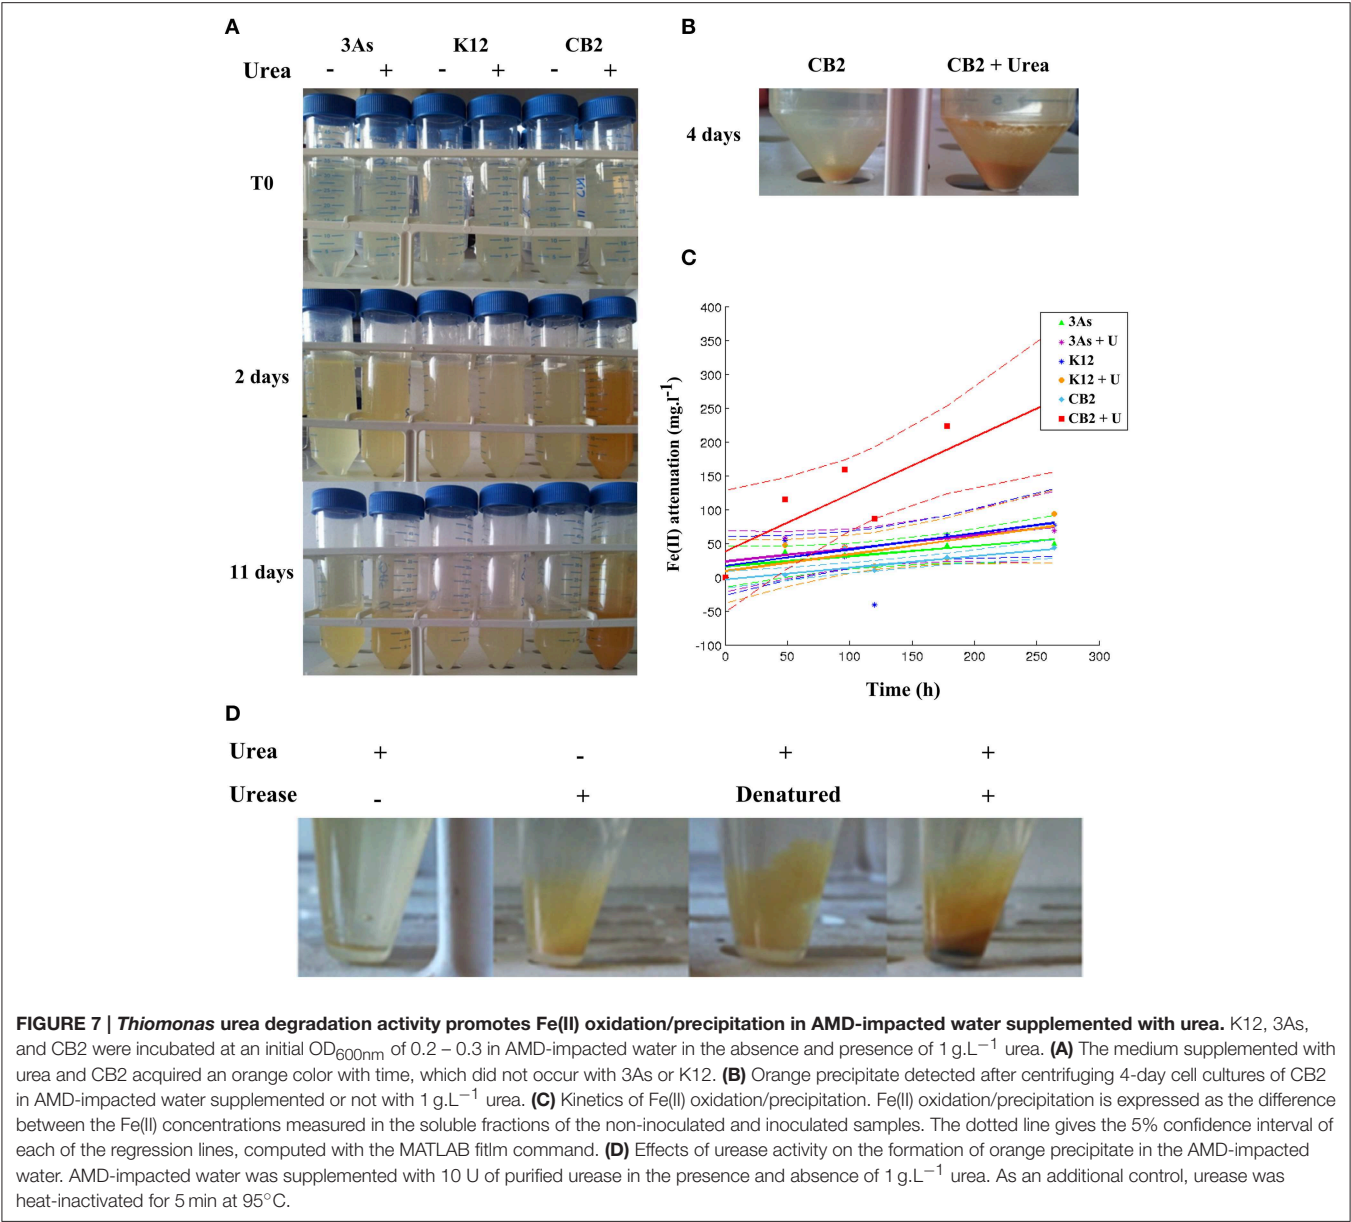 A
3As K12 CB2
Urea - + - + - +
T0
2 days
11 days
B
CB2 CB2 + Urea
4 days
C
400
350
300
250
200
150
100
50
0
-50
-100
0 50 100 150 200 250 300
Fe(II) attenuation (mg.l-1)
Time (h)
3As
3As + U
K12
K12 + U
CB2
CB2 + U
D
Urea + - + +
Urease - + Denatured +
FIGURE 7 | Thiomonas urea degradation activity promotes Fe(II) oxidation/precipitation in AMD-impacted water supplemented with urea. K12, 3As,
and CB2 were incubated at an initial OD600nm of 0.2 – 0.3 in AMD-impacted water in the absence and presence of 1 g.L−1 urea. (A) The medium supplemented with
urea and CB2 acquired an orange color with time, which did not occur with 3As or K12. (B) Orange precipitate detected after centrifuging 4-day cell cultures of CB2
in AMD-impacted water supplemented or not with 1 g.L−1 urea. (C) Kinetics of Fe(II) oxidation/precipitation. Fe(II) oxidation/precipitation is expressed as the difference
between the Fe(II) concentrations measured in the soluble fractions of the non-inoculated and inoculated samples. The dotted line gives the 5% confidence interval of
each of the regression lines, computed with the MATLAB fitlm command. (D) Effects of urease activity on the formation of orange precipitate in the AMD-impacted
water. AMD-impacted water was supplemented with 10 U of purified urease in the presence and absence of 1 g.L−1 urea. As an additional control, urease was
heat-inactivated for 5 min at 95°C.